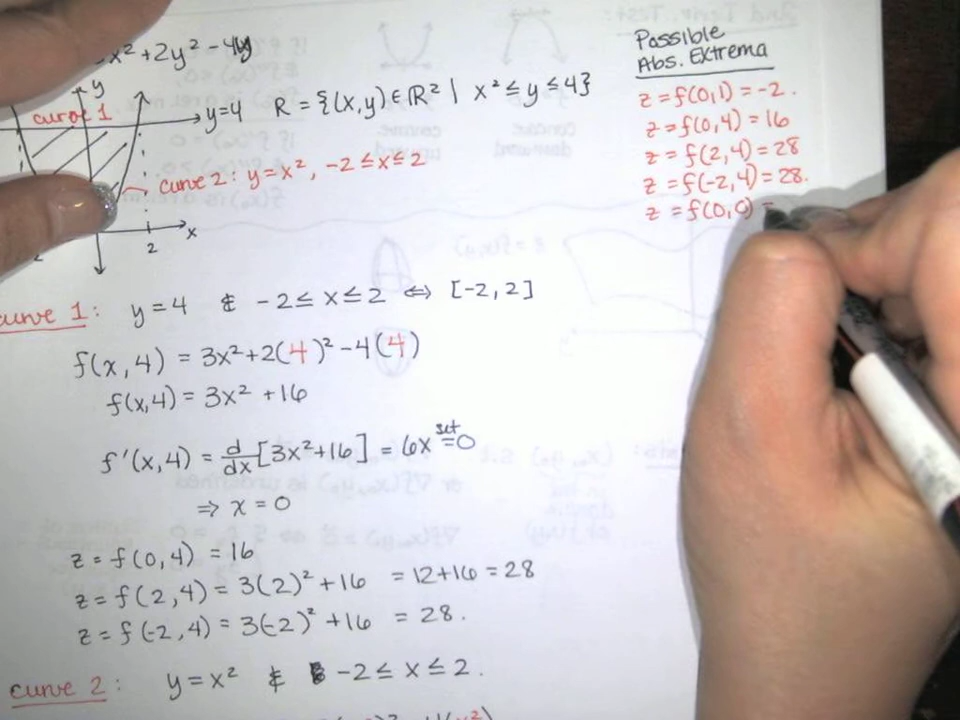 x² + 2y² - 4y
y
curve 1
y=4 R = {(x,y) ∈ ℝ² | x² ≤ y ≤ 4}
curve 2: y = x², -2 ≤ x ≤ 2
x
2
Possible
Abs. Extrema
z = f(0,1) = -2.
z = f(0,4) = 16
z = f(2,4) = 28
z = f(-2,4) = 28.
z = f(0,0) =
curve 1: y = 4 & -2 ≤ x ≤ 2 ⇔ [-2,2]
f(x,4) = 3x² + 2(4)² - 4(4)
f(x,4) = 3x² + 16
f'(x,4) = d/dx [3x² + 16] = 6x set = 0
⇒ x = 0
z = f(0,4) = 16
z = f(2,4) = 3(2)² + 16 = 12 + 16 = 28
z = f(-2,4) = 3(-2)² + 16 = 28.
curve 2: y = x² & -2 ≤ x ≤ 2.